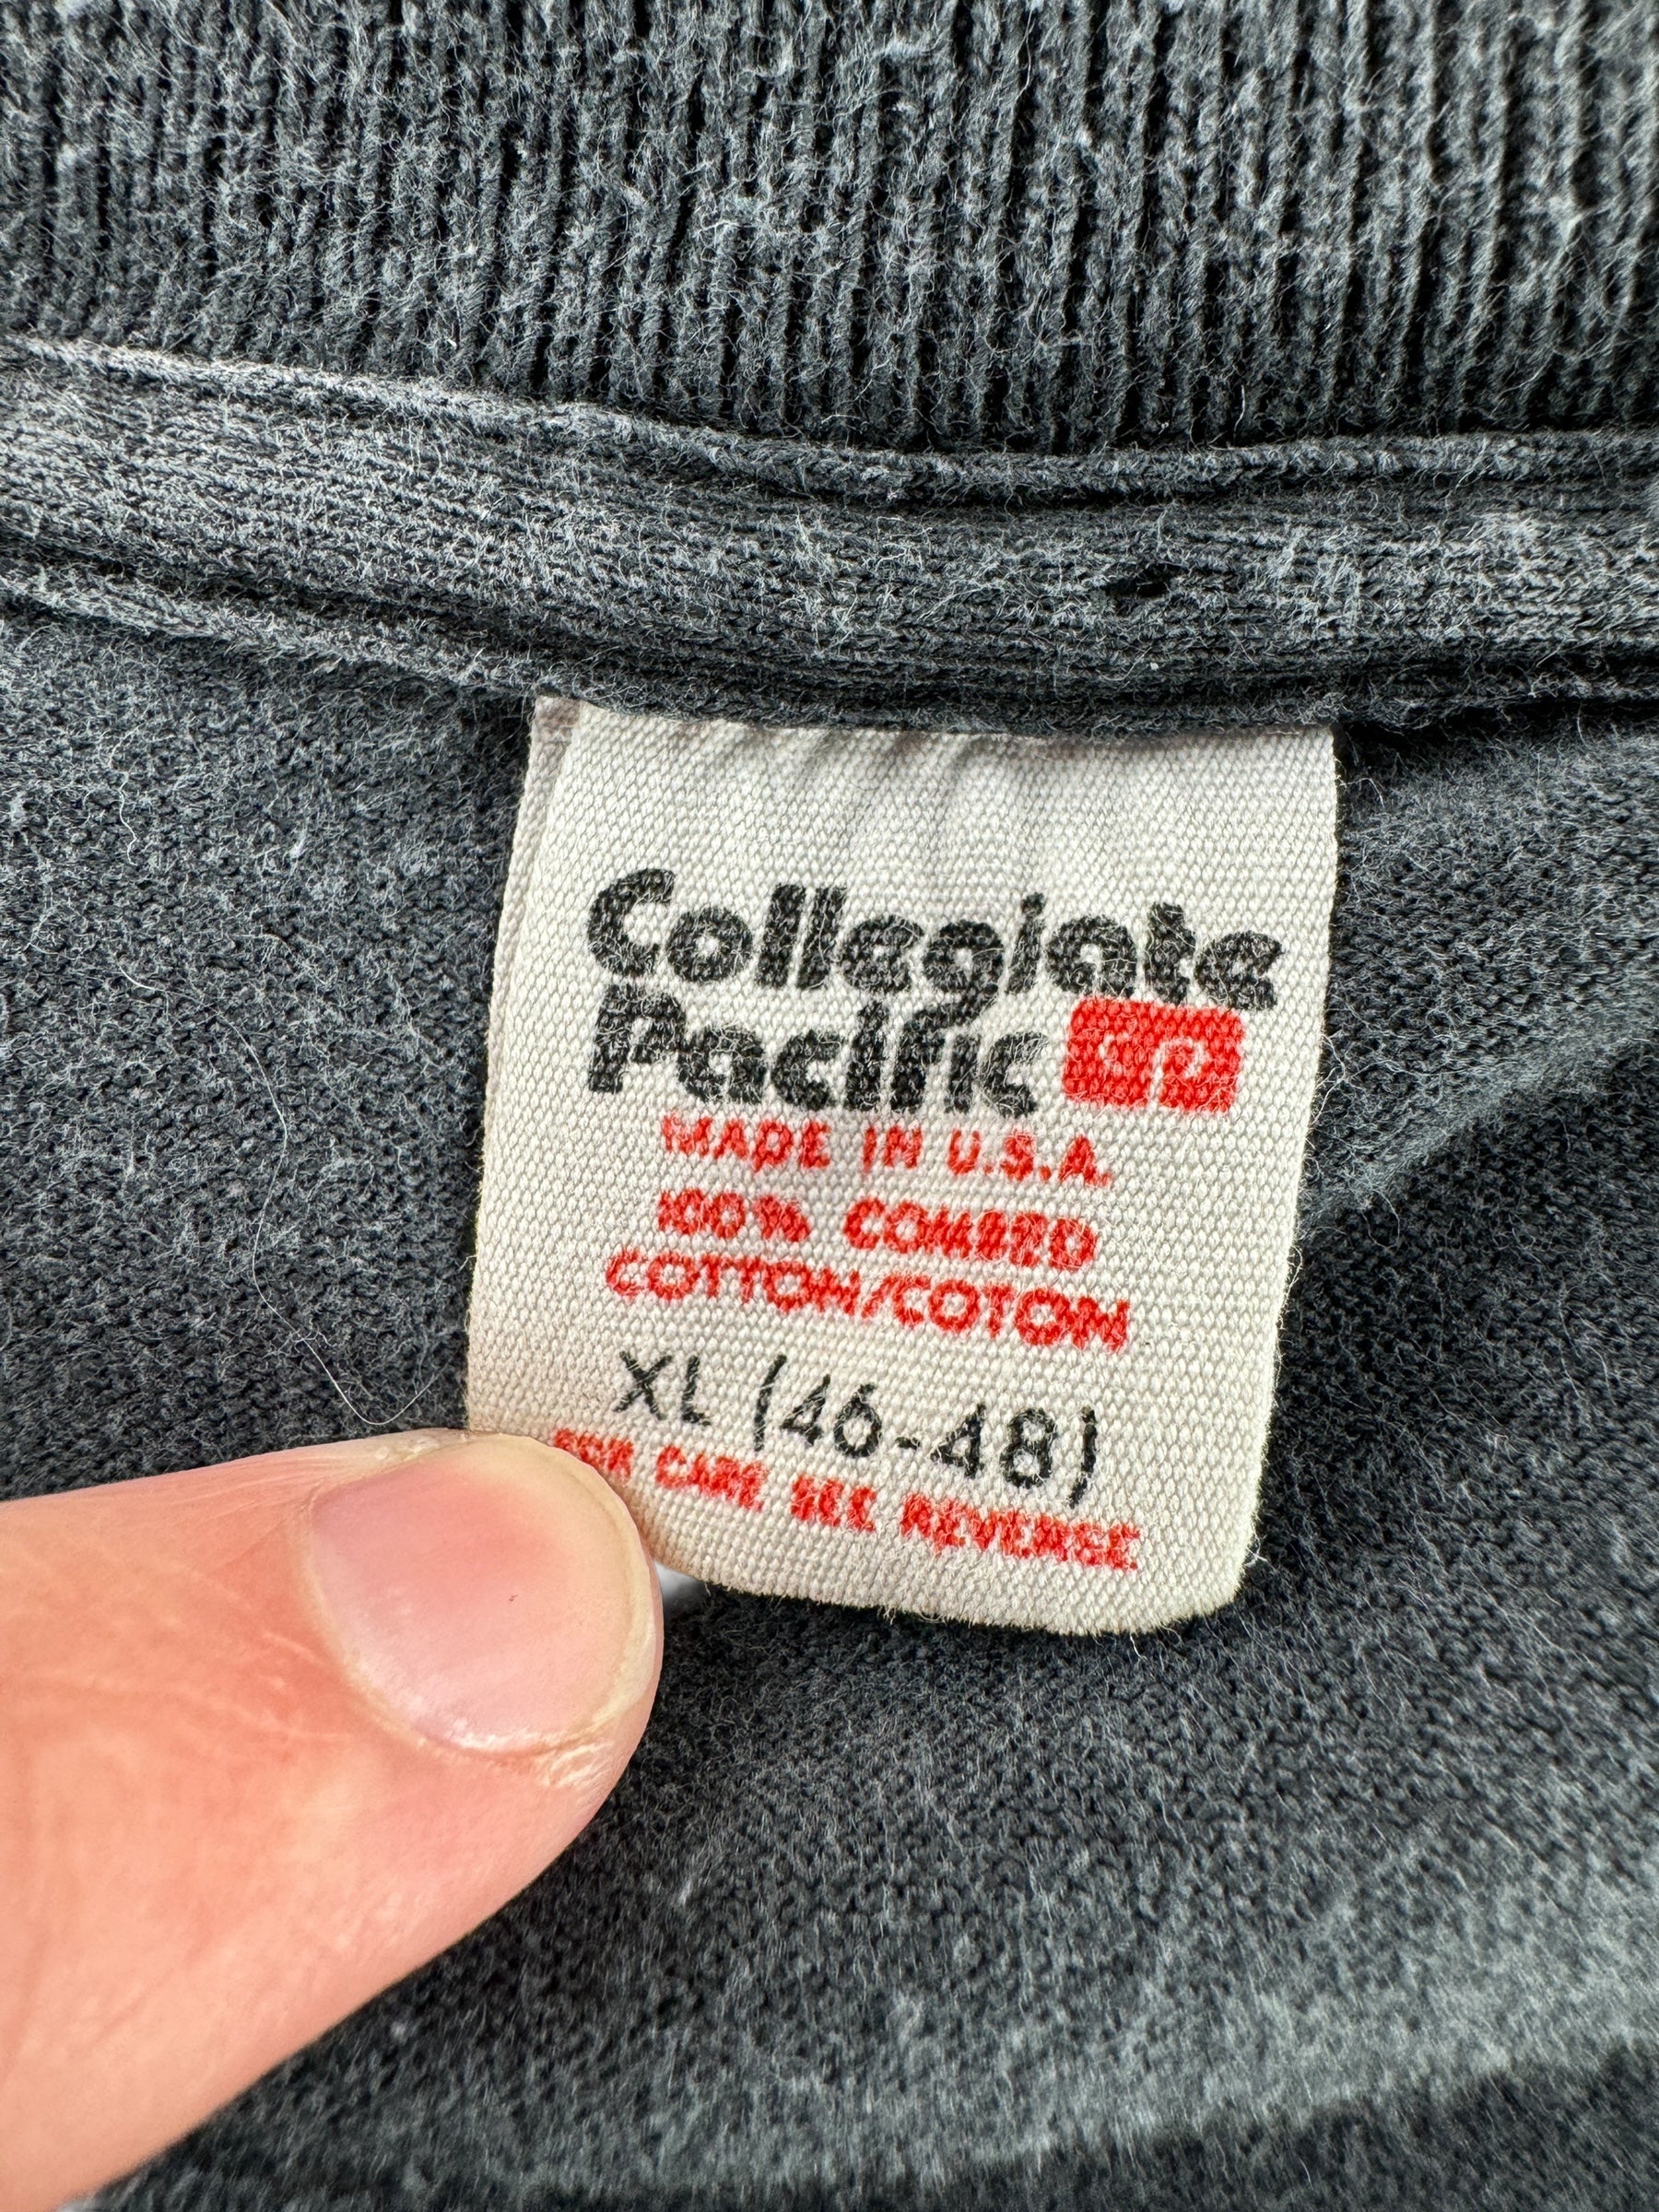 Collegiate
Pacific CP
MADE IN U.S.A.
100% COMBED
COTTON/COTON
XL (46-48)
FOR CARE SEE REVERSE